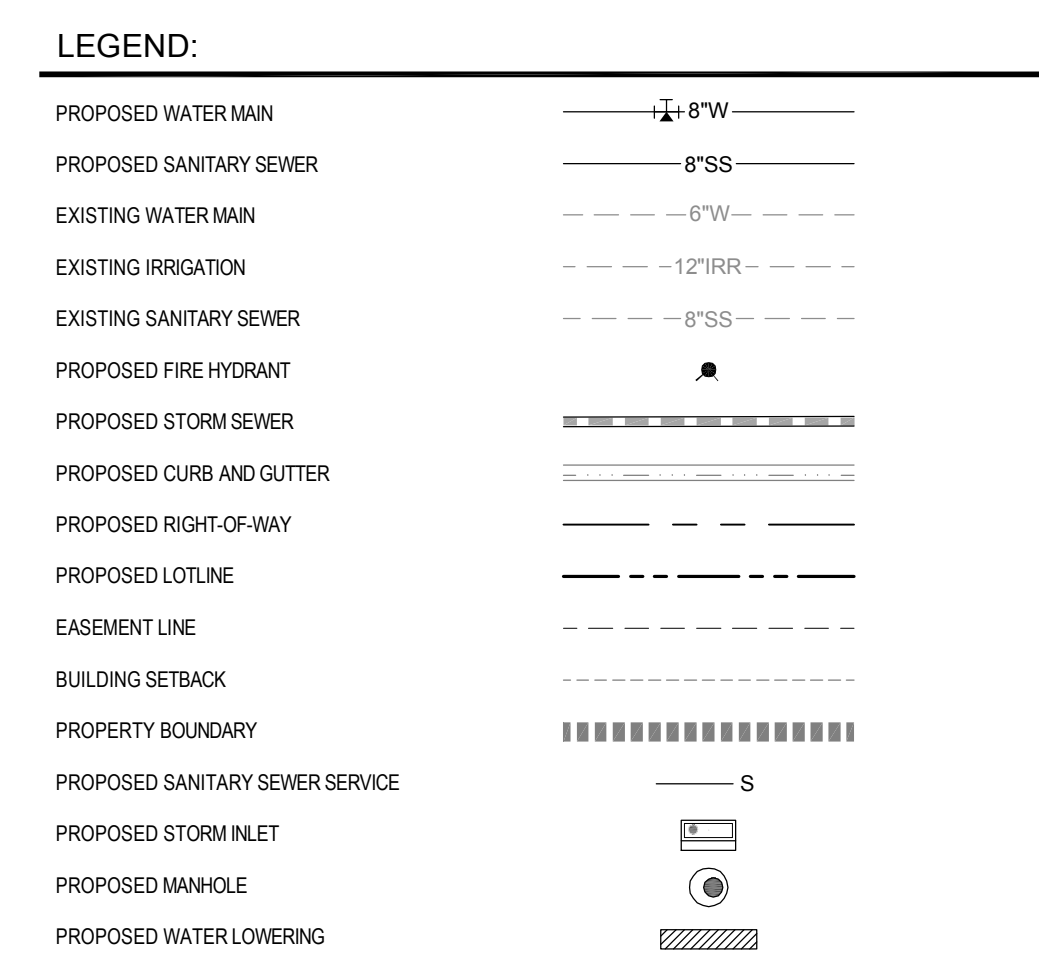 LEGEND:
PROPOSED WATER MAIN 8"W
PROPOSED SANITARY SEWER 8"SS
EXISTING WATER MAIN 6"W
EXISTING IRRIGATION 12"IRR
EXISTING SANITARY SEWER 8"SS
PROPOSED FIRE HYDRANT
PROPOSED STORM SEWER
PROPOSED CURB AND GUTTER
PROPOSED RIGHT-OF-WAY
PROPOSED LOTLINE
EASEMENT LINE
BUILDING SETBACK
PROPERTY BOUNDARY
PROPOSED SANITARY SEWER SERVICE S
PROPOSED STORM INLET
PROPOSED MANHOLE
PROPOSED WATER LOWERING